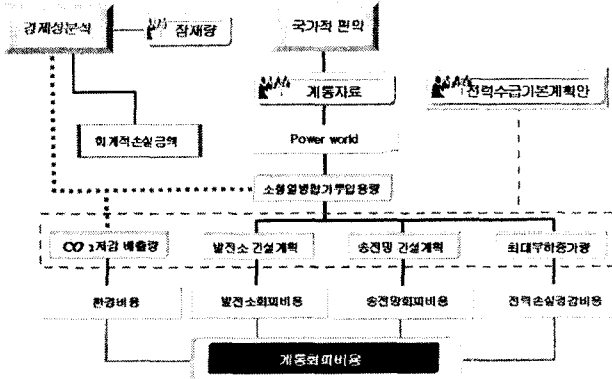 경제성분석
잠재량
국가적 편익
계통자료
전력수급기본계획안
회계적손실금액
Power world
소형열병합가투입용량
CO₂저감 배출량
발전소 건설계획
송전망 건설계획
최대부하증가량
환경비용
발전소회피비용
송전망회피비용
전력손실경감비용
계통회피비용